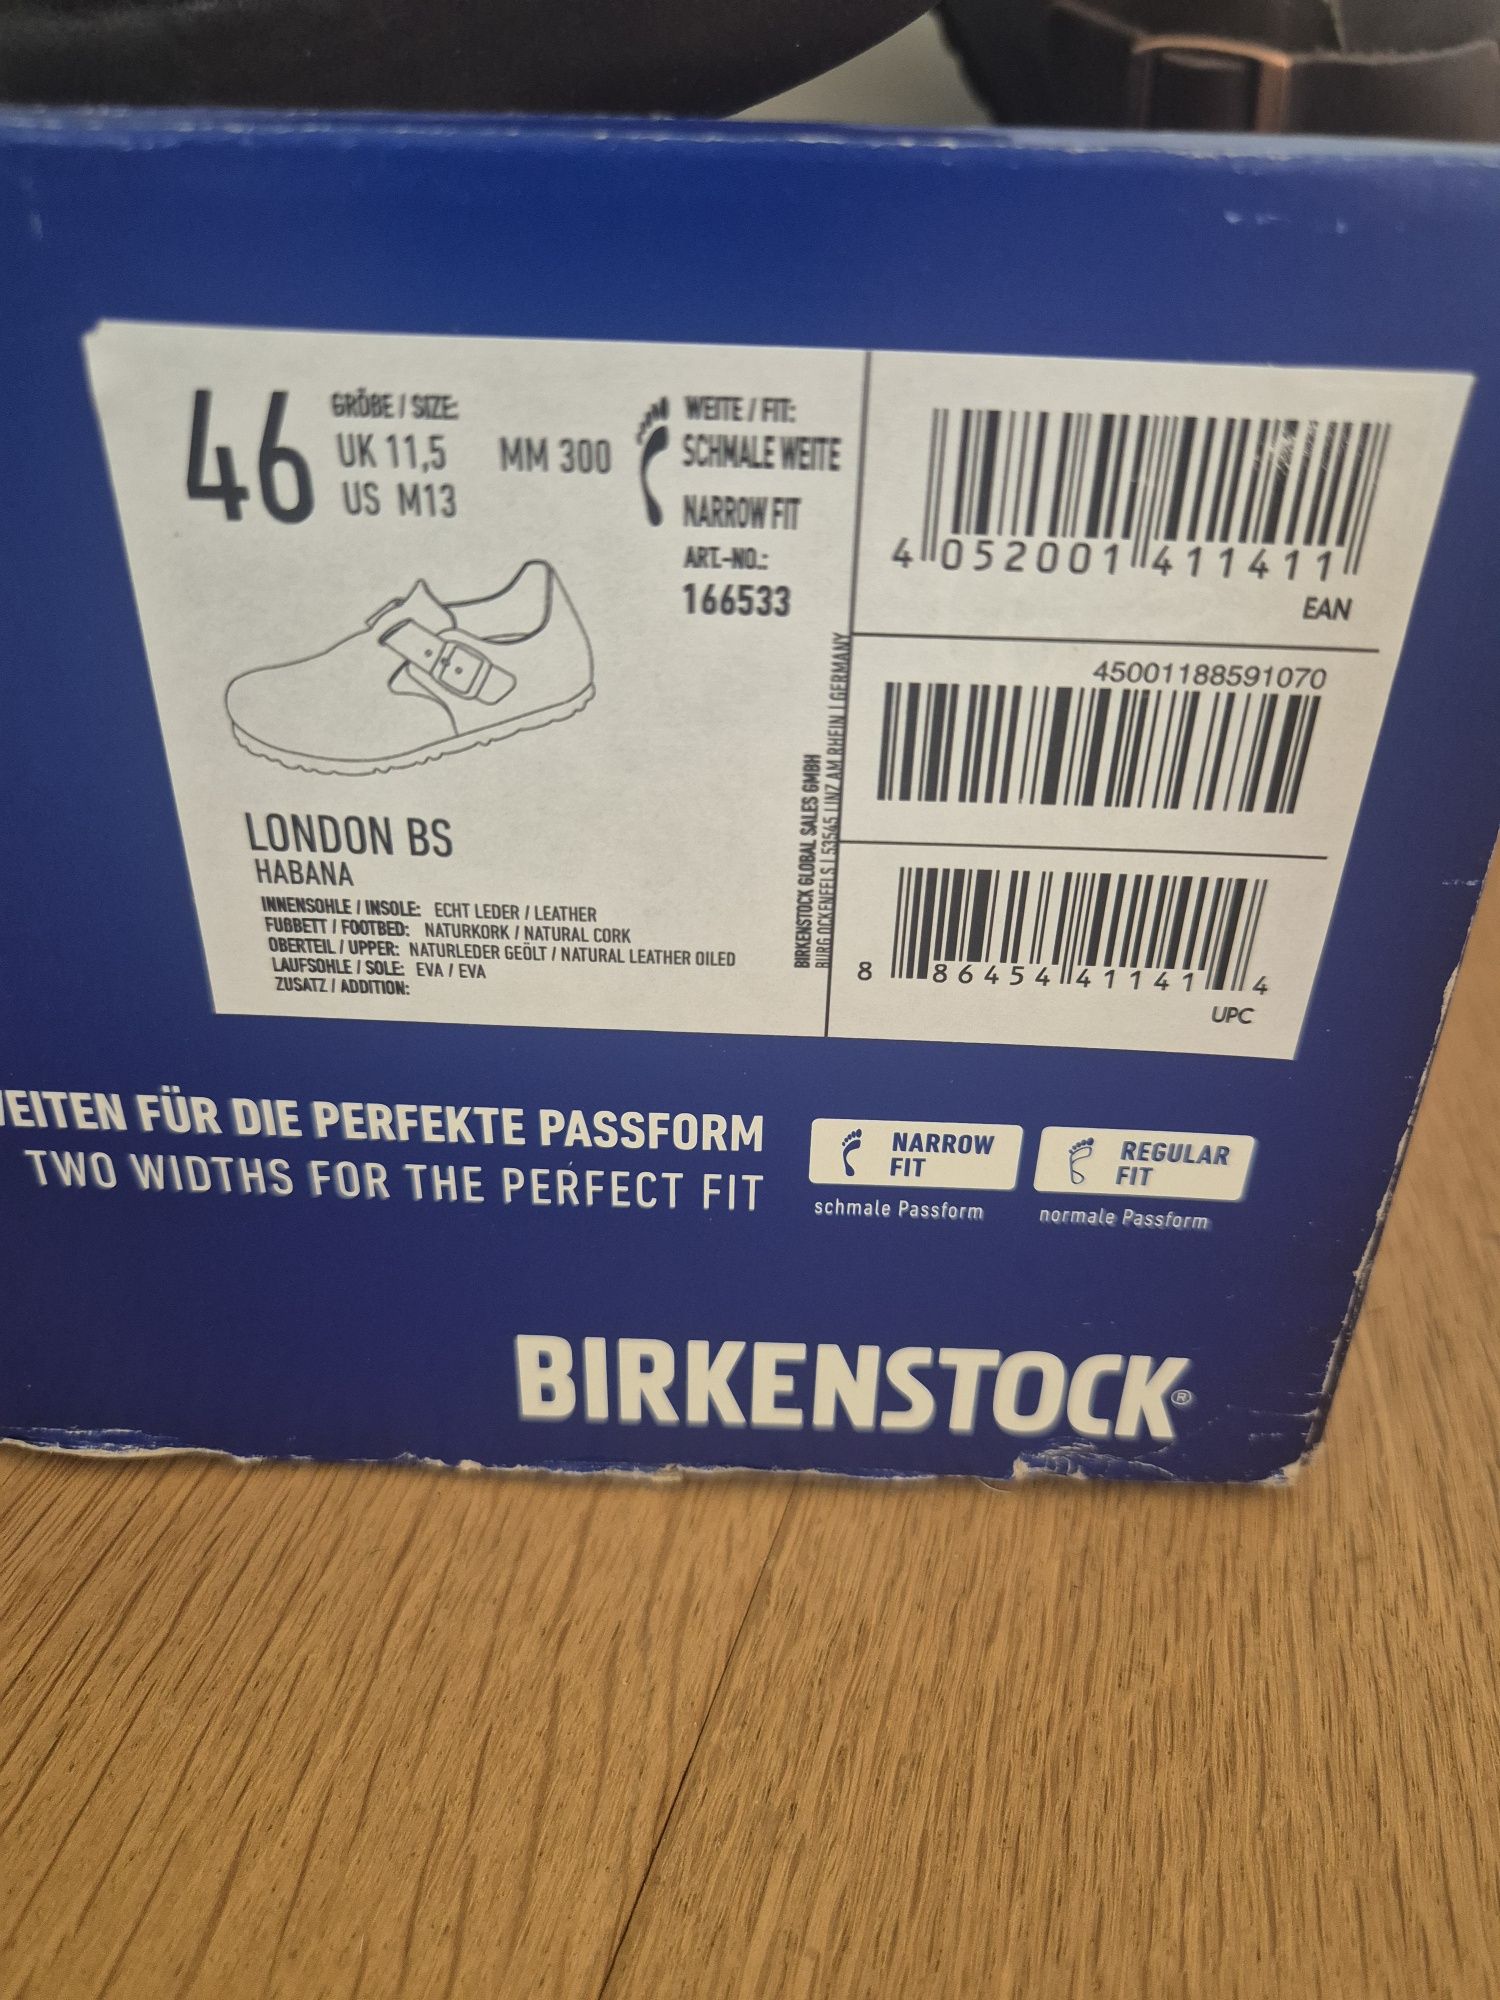 46
GRÖBE / SIZE:
UK 11,5
US M13
MM 300
WEITE / FIT:
SCHMALE WEITE
NARROW FIT
ART.-NO.:
166533
4 052001 411411
EAN
45001188591070
8 86454 41141 4
UPC
BIRKENSTOCK GLOBAL SALES GMBH
BURG OCKENFELS | 53545 LINZ AM RHEIN | GERMANY
LONDON BS
HABANA
INNENSOHLE / INSOLE: ECHT LEDER / LEATHER
FUßBETT / FOOTBED: NATURKORK / NATURAL CORK
OBERTEIL / UPPER: NATURLEDER GEÖLT / NATURAL LEATHER OILED
LAUFSOHLE / SOLE: EVA / EVA
ZUSATZ / ADDITION:
EITEN FÜR DIE PERFEKTE PASSFORM
TWO WIDTHS FOR THE PERFECT FIT
NARROW
FIT
schmale Passform
REGULAR
FIT
normale Passform
BIRKENSTOCK®